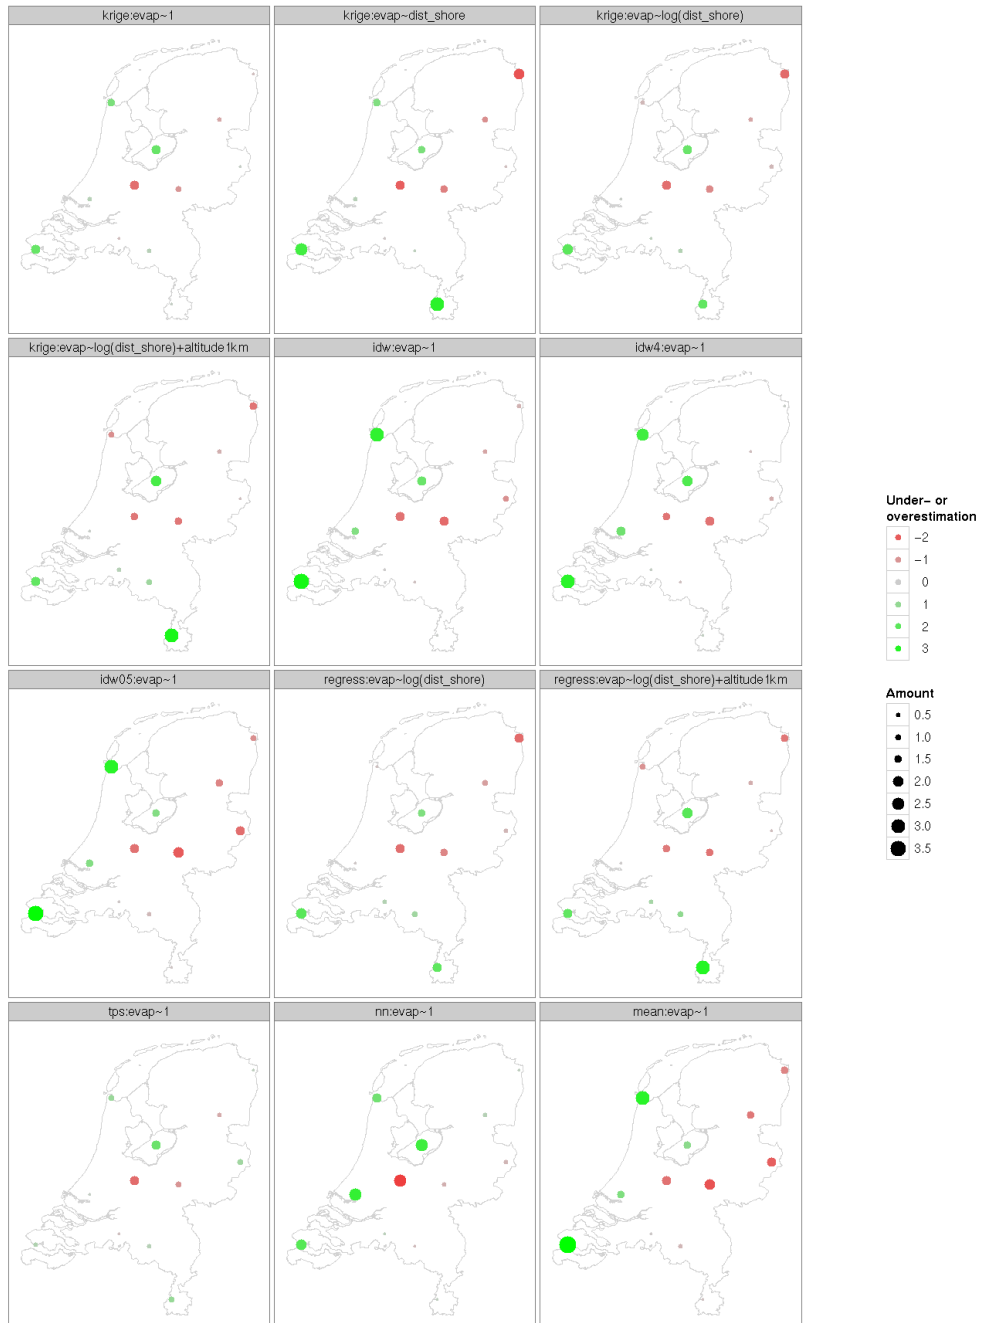 krige:evap~1
krige:evap~dist_shore
krige:evap~log(dist_shore)
krige:evap~log(dist_shore)+altitude1km
idw:evap~1
idw4:evap~1
Under- or
overestimation
-2
-1
0
1
2
3
idw05:evap~1
regress:evap~log(dist_shore)
regress:evap~log(dist_shore)+altitude1km
Amount
0.5
1.0
1.5
2.0
2.5
3.0
3.5
tps:evap~1
nn:evap~1
mean:evap~1